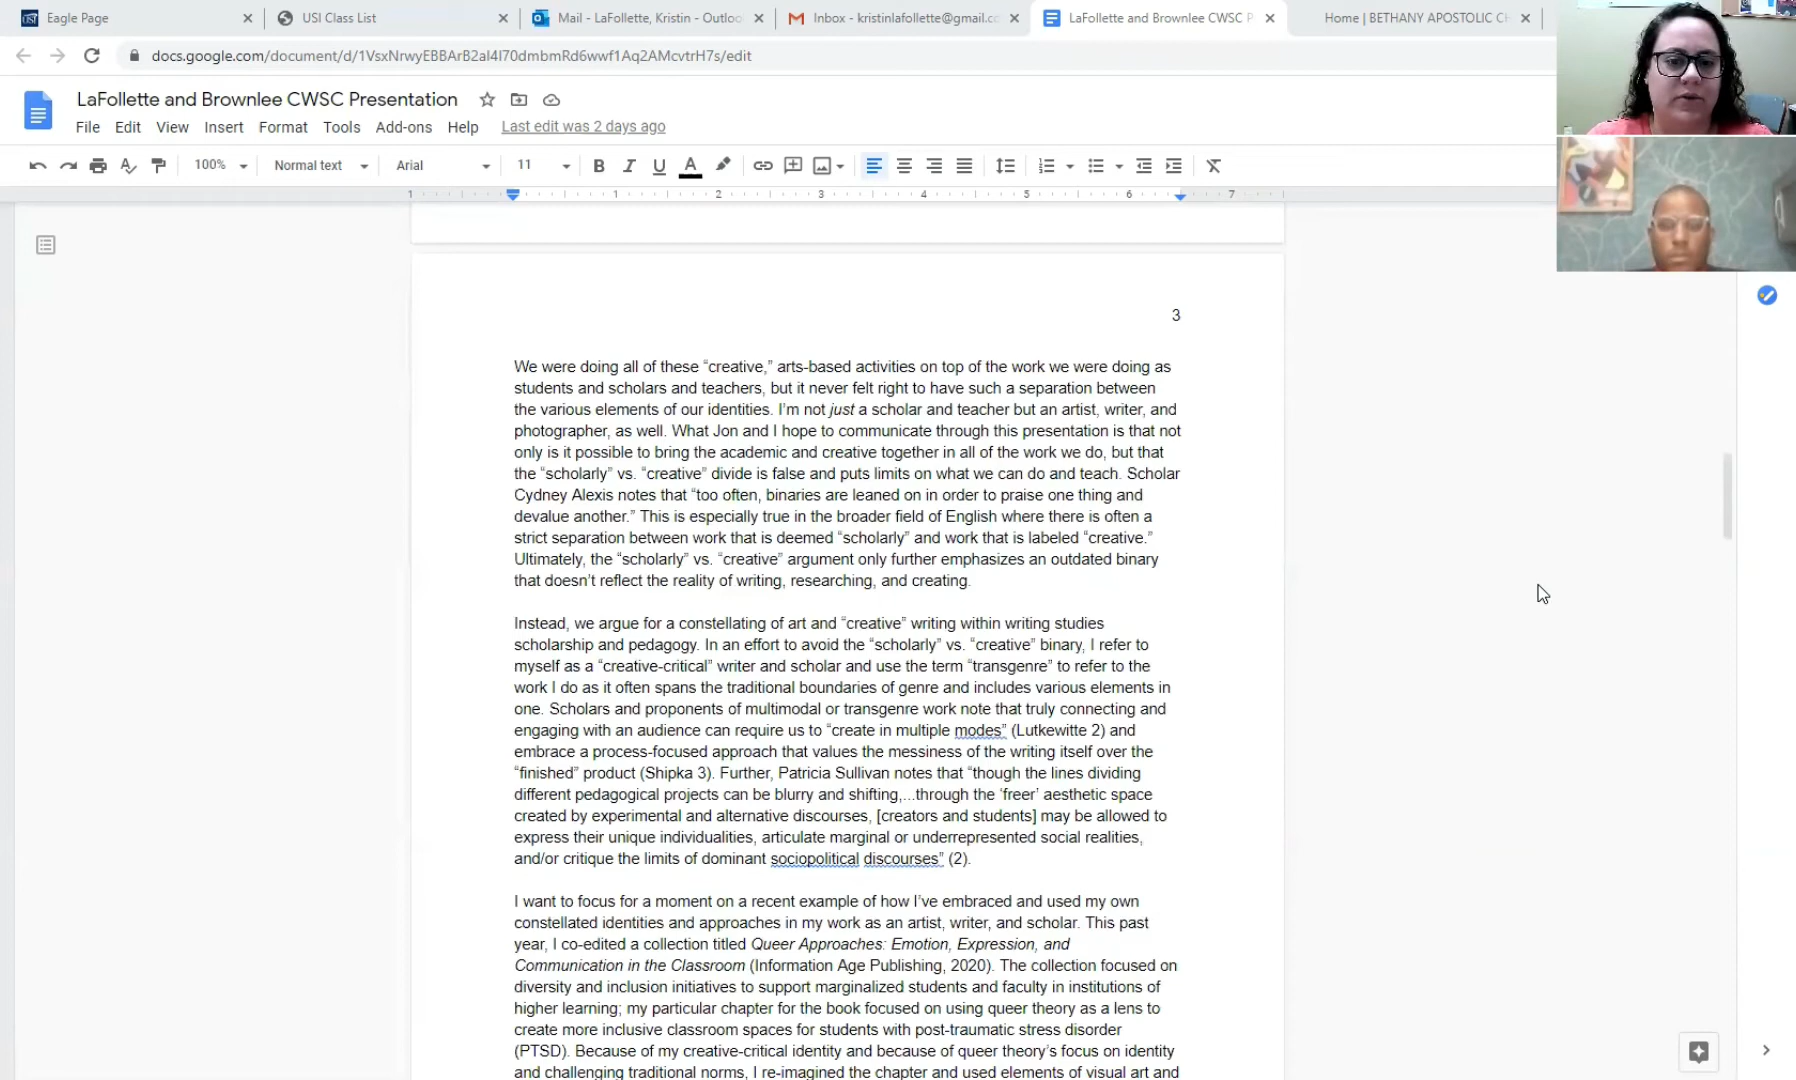 Eagle Page
USI Class List
Mail - LaFollette, Kristin - Outloo
Inbox - kristinlafollette@gmail.co
LaFollette and Brownlee CWSC P
Home | BETHANY APOSTOLIC CH
docs.google.com/document/d/1VsxNrwyEBBArB2al4I70dmbmRd6wwf1Aq2AMcvtrH7s/edit
LaFollette and Brownlee CWSC Presentation
File Edit View Insert Format Tools Add-ons Help Last edit was 2 days ago
100% Normal text Arial 11 B I U A
1 1 2 3 4 5 6 7
3
We were doing all of these “creative,” arts-based activities on top of the work we were doing as
students and scholars and teachers, but it never felt right to have such a separation between
the various elements of our identities. I’m not just a scholar and teacher but an artist, writer, and
photographer, as well. What Jon and I hope to communicate through this presentation is that not
only is it possible to bring the academic and creative together in all of the work we do, but that
the “scholarly” vs. “creative” divide is false and puts limits on what we can do and teach. Scholar
Cydney Alexis notes that “too often, binaries are leaned on in order to praise one thing and
devalue another.” This is especially true in the broader field of English where there is often a
strict separation between work that is deemed “scholarly” and work that is labeled “creative.”
Ultimately, the “scholarly” vs. “creative” argument only further emphasizes an outdated binary
that doesn’t reflect the reality of writing, researching, and creating.
Instead, we argue for a constellating of art and “creative” writing within writing studies
scholarship and pedagogy. In an effort to avoid the “scholarly” vs. “creative” binary, I refer to
myself as a “creative-critical” writer and scholar and use the term “transgenre” to refer to the
work I do as it often spans the traditional boundaries of genre and includes various elements in
one. Scholars and proponents of multimodal or transgenre work note that truly connecting and
engaging with an audience can require us to “create in multiple modes” (Lutkewitte 2) and
embrace a process-focused approach that values the messiness of the writing itself over the
“finished” product (Shipka 3). Further, Patricia Sullivan notes that “though the lines dividing
different pedagogical projects can be blurry and shifting,...through the ‘freer’ aesthetic space
created by experimental and alternative discourses, [creators and students] may be allowed to
express their unique individualities, articulate marginal or underrepresented social realities,
and/or critique the limits of dominant sociopolitical discourses” (2).
I want to focus for a moment on a recent example of how I’ve embraced and used my own
constellated identities and approaches in my work as an artist, writer, and scholar. This past
year, I co-edited a collection titled Queer Approaches: Emotion, Expression, and
Communication in the Classroom (Information Age Publishing, 2020). The collection focused on
diversity and inclusion initiatives to support marginalized students and faculty in institutions of
higher learning; my particular chapter for the book focused on using queer theory as a lens to
create more inclusive classroom spaces for students with post-traumatic stress disorder
(PTSD). Because of my creative-critical identity and because of queer theory’s focus on identity
and challenging traditional norms, I re-imagined the chapter and used elements of visual art and